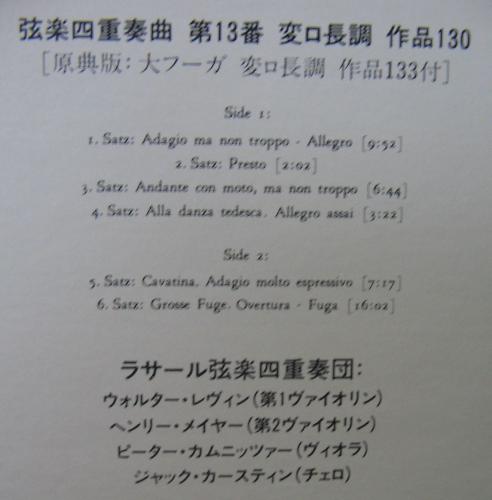 弦楽四重奏曲 第13番 変ロ長調 作品130
[原典版：大フーガ 変ロ長調 作品133付]
Side 1:
1. Satz: Adagio ma non troppo - Allegro [9:52]
2. Satz: Presto [2:02]
3. Satz: Andante con moto, ma non troppo [6:44]
4. Satz: Alla danza tedesca. Allegro assai [3:22]
Side 2:
5. Satz: Cavatina. Adagio molto espressivo [7:17]
6. Satz: Grosse Fuge. Overtura - Fuga [16:02]
ラサール弦楽四重奏団：
ウォルター・レヴィン（第1ヴァイオリン）
ヘンリー・メイヤー（第2ヴァイオリン）
ピーター・カムニッツァー（ヴィオラ）
ジャック・カースティン（チェロ）